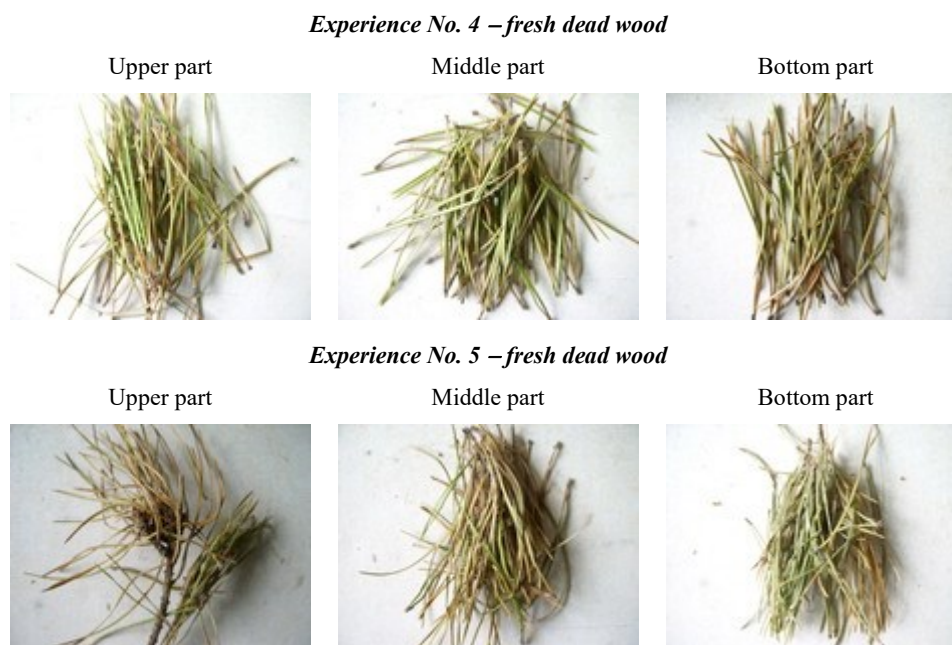 Experience No. 4 – fresh dead wood
Upper part Middle part Bottom part
Experience No. 5 – fresh dead wood
Upper part Middle part Bottom part